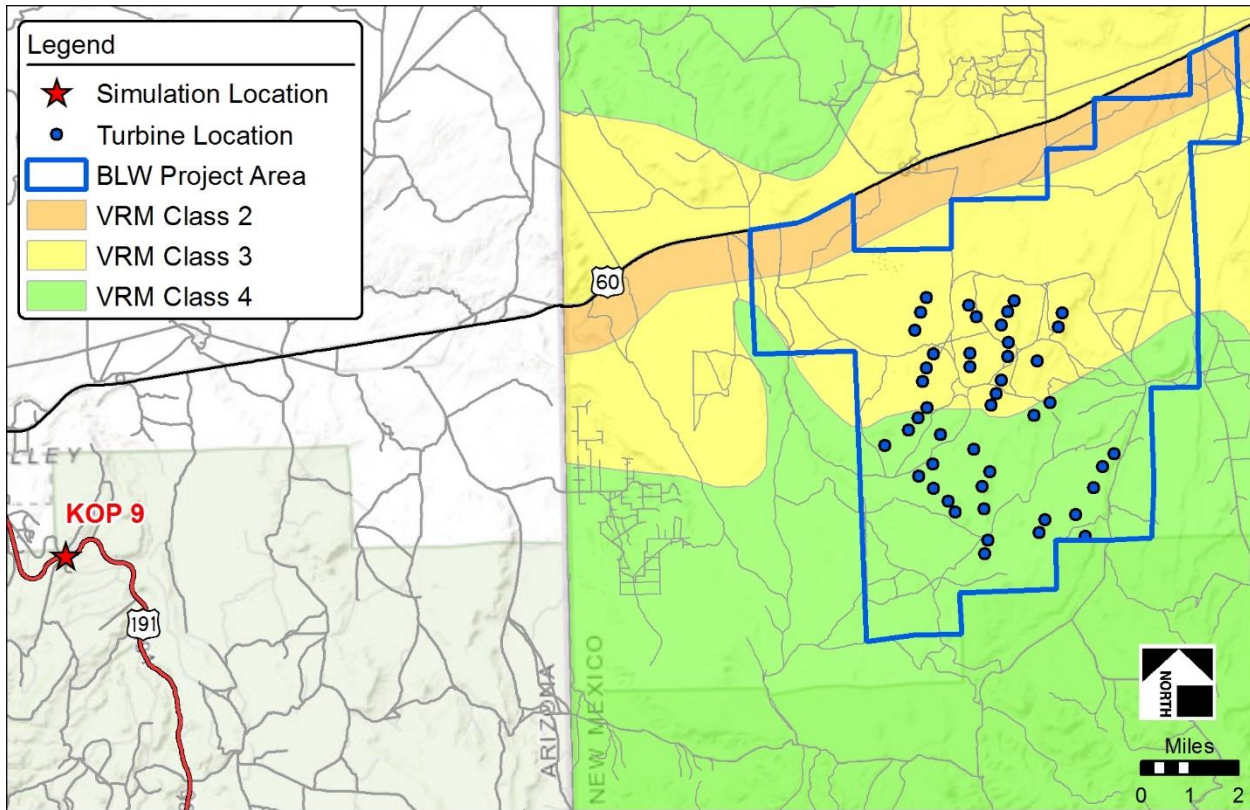 Legend
Simulation Location
Turbine Location
BLW Project Area
VRM Class 2
VRM Class 3
VRM Class 4
60
LLEY
KOP 9
191
ARIZONA
NEW MEXICO
NORTH
Miles
0 1 2